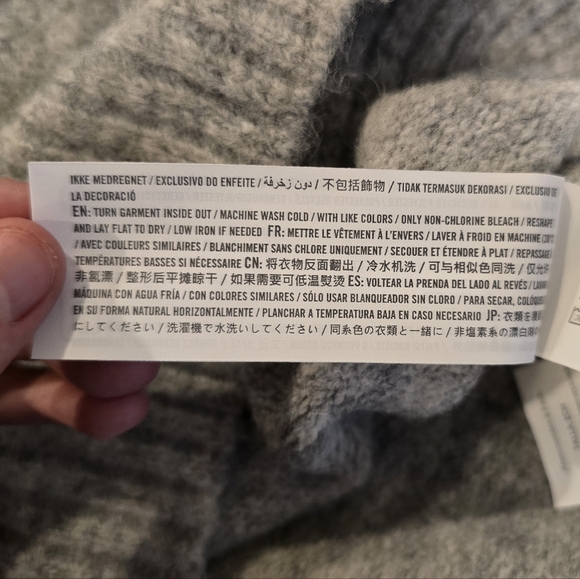 IKKE MEDREGNET / EXCLUSIVO DO ENFEITE / دون زخرفة / 不包括飾物 / TIDAK TERMASUK DEKORASI / EXCLUSIO DE
LA DECORACIÓ
EN: TURN GARMENT INSIDE OUT / MACHINE WASH COLD / WITH LIKE COLORS / ONLY NON-CHLORINE BLEACH / RESHAPE
AND LAY FLAT TO DRY / LOW IRON IF NEEDED FR: METTRE LE VÊTEMENT À L'ENVERS / LAVER À FROID EN MACHINE
/ AVEC COULEURS SIMILAIRES / BLANCHIMENT SANS CHLORE UNIQUEMENT / SECOUER ET ÉTENDRE À PLAT / REPASSAGE
TEMPÉRATURES BASSES SI NÉCESSAIRE CN: 将衣物反面翻出 / 冷水机洗 / 可与相似色同洗 / 仅允许
非氯漂 / 整形后平摊晾干 / 如果需要可低温熨烫 ES: VOLTEAR LA PRENDA DEL LADO AL REVÉS /
MÁQUINA CON AGUA FRÍA / CON COLORES SIMILARES / SÓLO USAR BLANQUEADOR SIN CLORO / PARA SECAR,
EN SU FORMA NATURAL HORIZONTALMENTE / PLANCHAR A TEMPERATURA BAJA EN CASO NECESARIO JP: 衣類を裏
にしてください / 洗濯機で水洗いしてください / 同系色の衣類と一緒に / 非塩素系の漂白